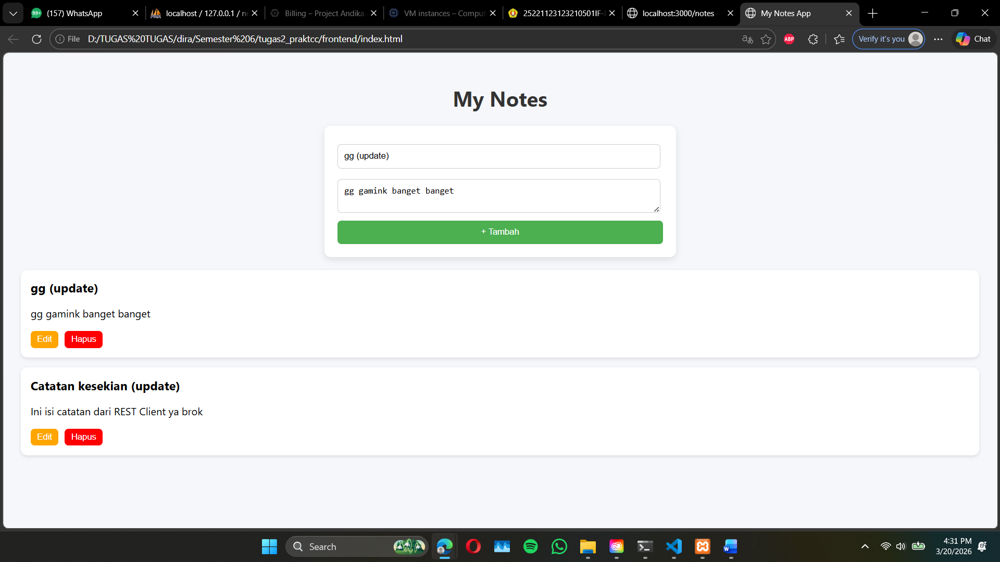 (157) WhatsApp
localhost / 127.0.0.1 / no
Billing – Project Andika
VM instances – Compute
25221123123210501IF-
localhost:3000/notes
My Notes App
File
D:/TUGAS%20TUGAS/dira/Semester%206/tugas2_praktcc/frontend/index.html
ABP
Verify it's you
Chat
My Notes
gg (update)
gg gamink banget banget
+ Tambah
gg (update)
gg gamink banget banget
Edit
Hapus
Catatan kesekian (update)
Ini isi catatan dari REST Client ya brok
Edit
Hapus
Search
4:31 PM
3/20/2026